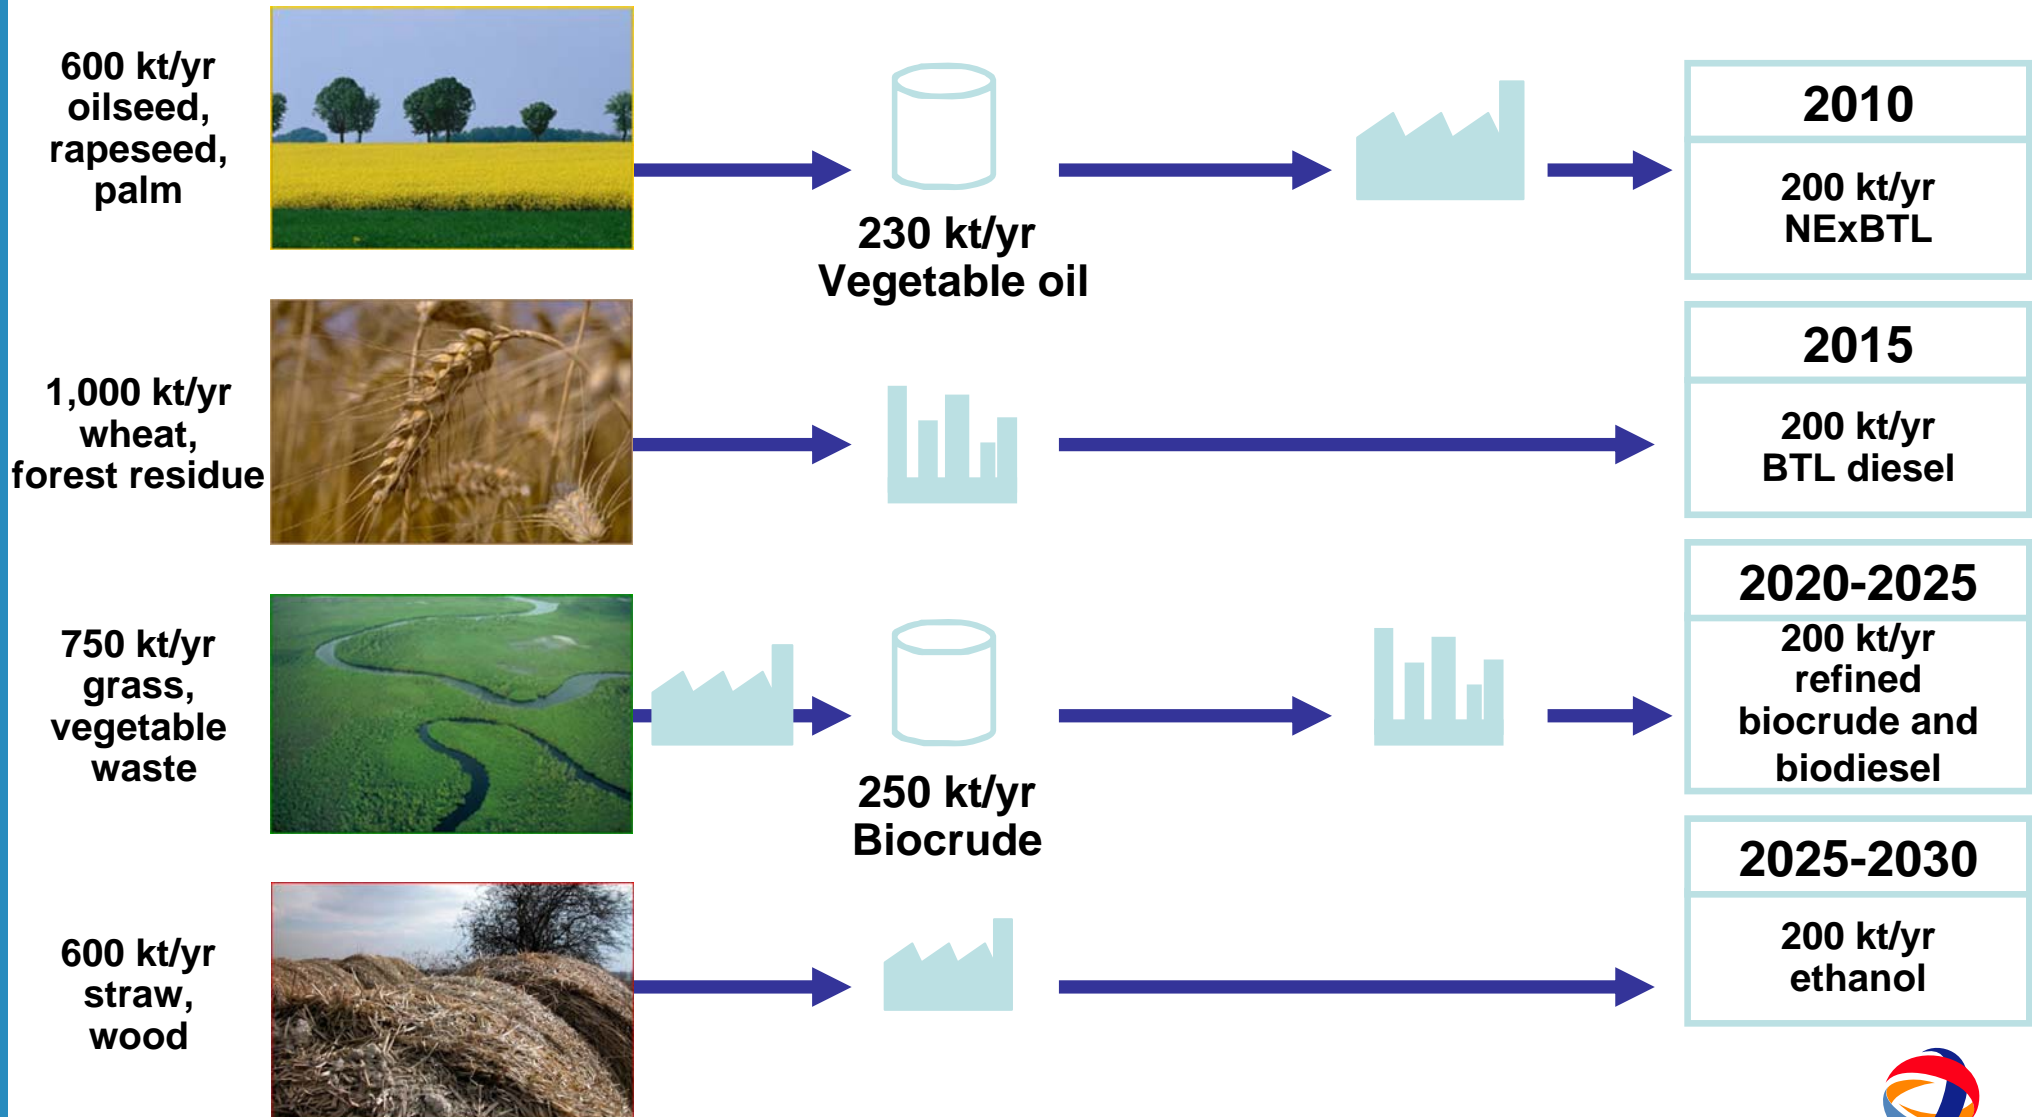 600 kt/yr
oilseed,
rapeseed,
palm
230 kt/yr
Vegetable oil
2010
200 kt/yr
NExBTL
1,000 kt/yr
wheat,
forest residue
2015
200 kt/yr
BTL diesel
750 kt/yr
grass,
vegetable
waste
250 kt/yr
Biocrude
2020-2025
200 kt/yr
refined
biocrude and
biodiesel
600 kt/yr
straw,
wood
2025-2030
200 kt/yr
ethanol